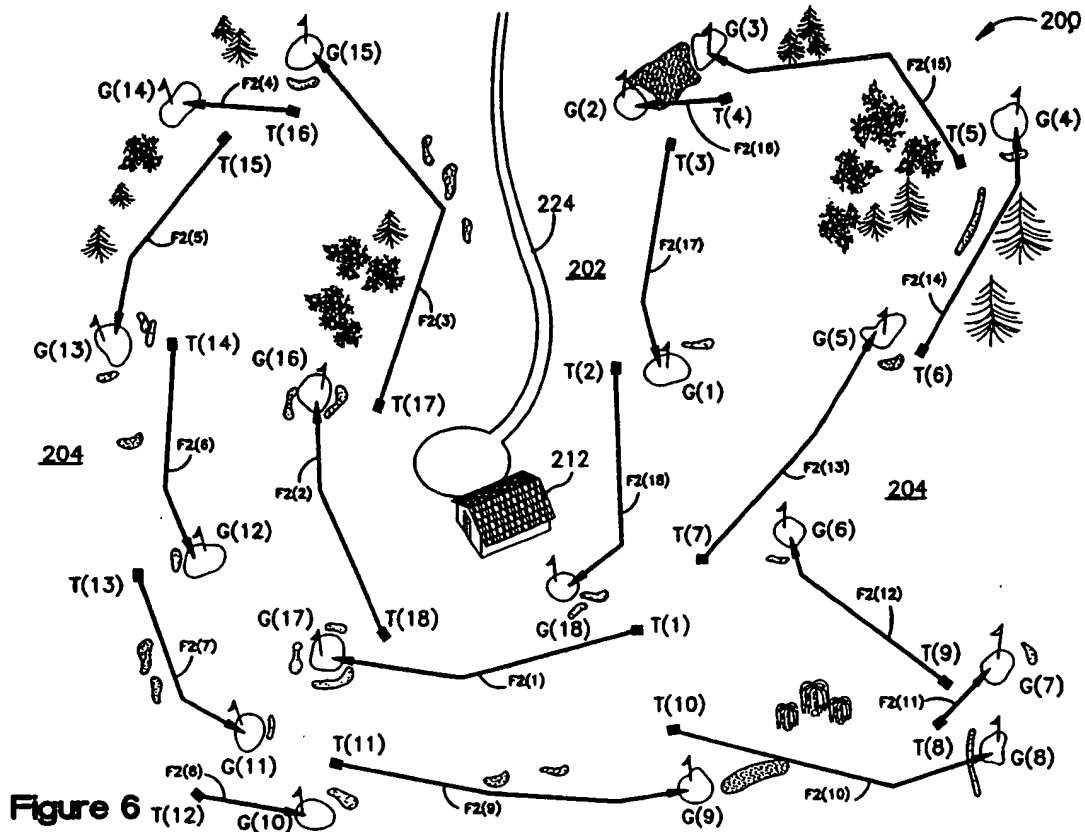 200
G(15)
G(3)
G(14)
F2(4)
T(16)
G(2)
T(4)
F2(16)
F2(15)
T(5)
G(4)
T(15)
T(3)
224
202
F2(5)
F2(17)
F2(14)
F2(3)
G(13)
T(14)
G(16)
T(17)
T(2)
G(1)
G(5)
T(6)
204
F2(6)
F2(2)
212
F2(18)
F2(13)
204
G(12)
T(7)
G(6)
T(13)
F2(12)
G(17)
T(18)
G(18)
T(1)
F2(7)
F2(1)
T(9)
G(7)
F2(11)
T(10)
T(8)
G(11)
T(11)
G(8)
F2(8)
Figure 6
T(12)
G(10)
F2(9)
G(9)
F2(10)